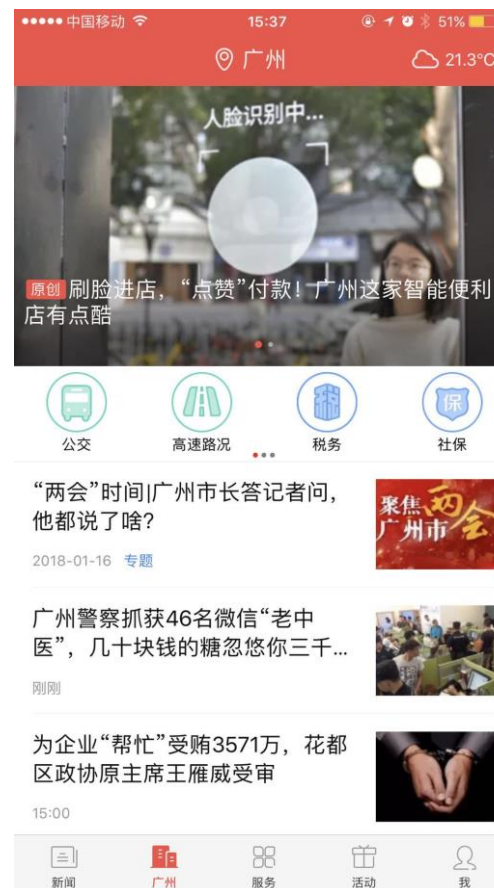 中国移动 15:37 51%
广州 21.3°C
人脸识别中...
原创 刷脸进店，“点赞”付款！广州这家智能便利
店有点酷
公交 高速路况 税务 社保
税 保
“两会”时间|广州市长答记者问，
他都说了啥？
2018-01-16 专题
聚焦两会
广州市
广州警察抓获46名微信“老中
医”，几十块钱的糖忽悠你三千...
刚刚
为企业“帮忙”受贿3571万，花都
区政协原主席王雁威受审
15:00
新闻 广州 服务 活动 我